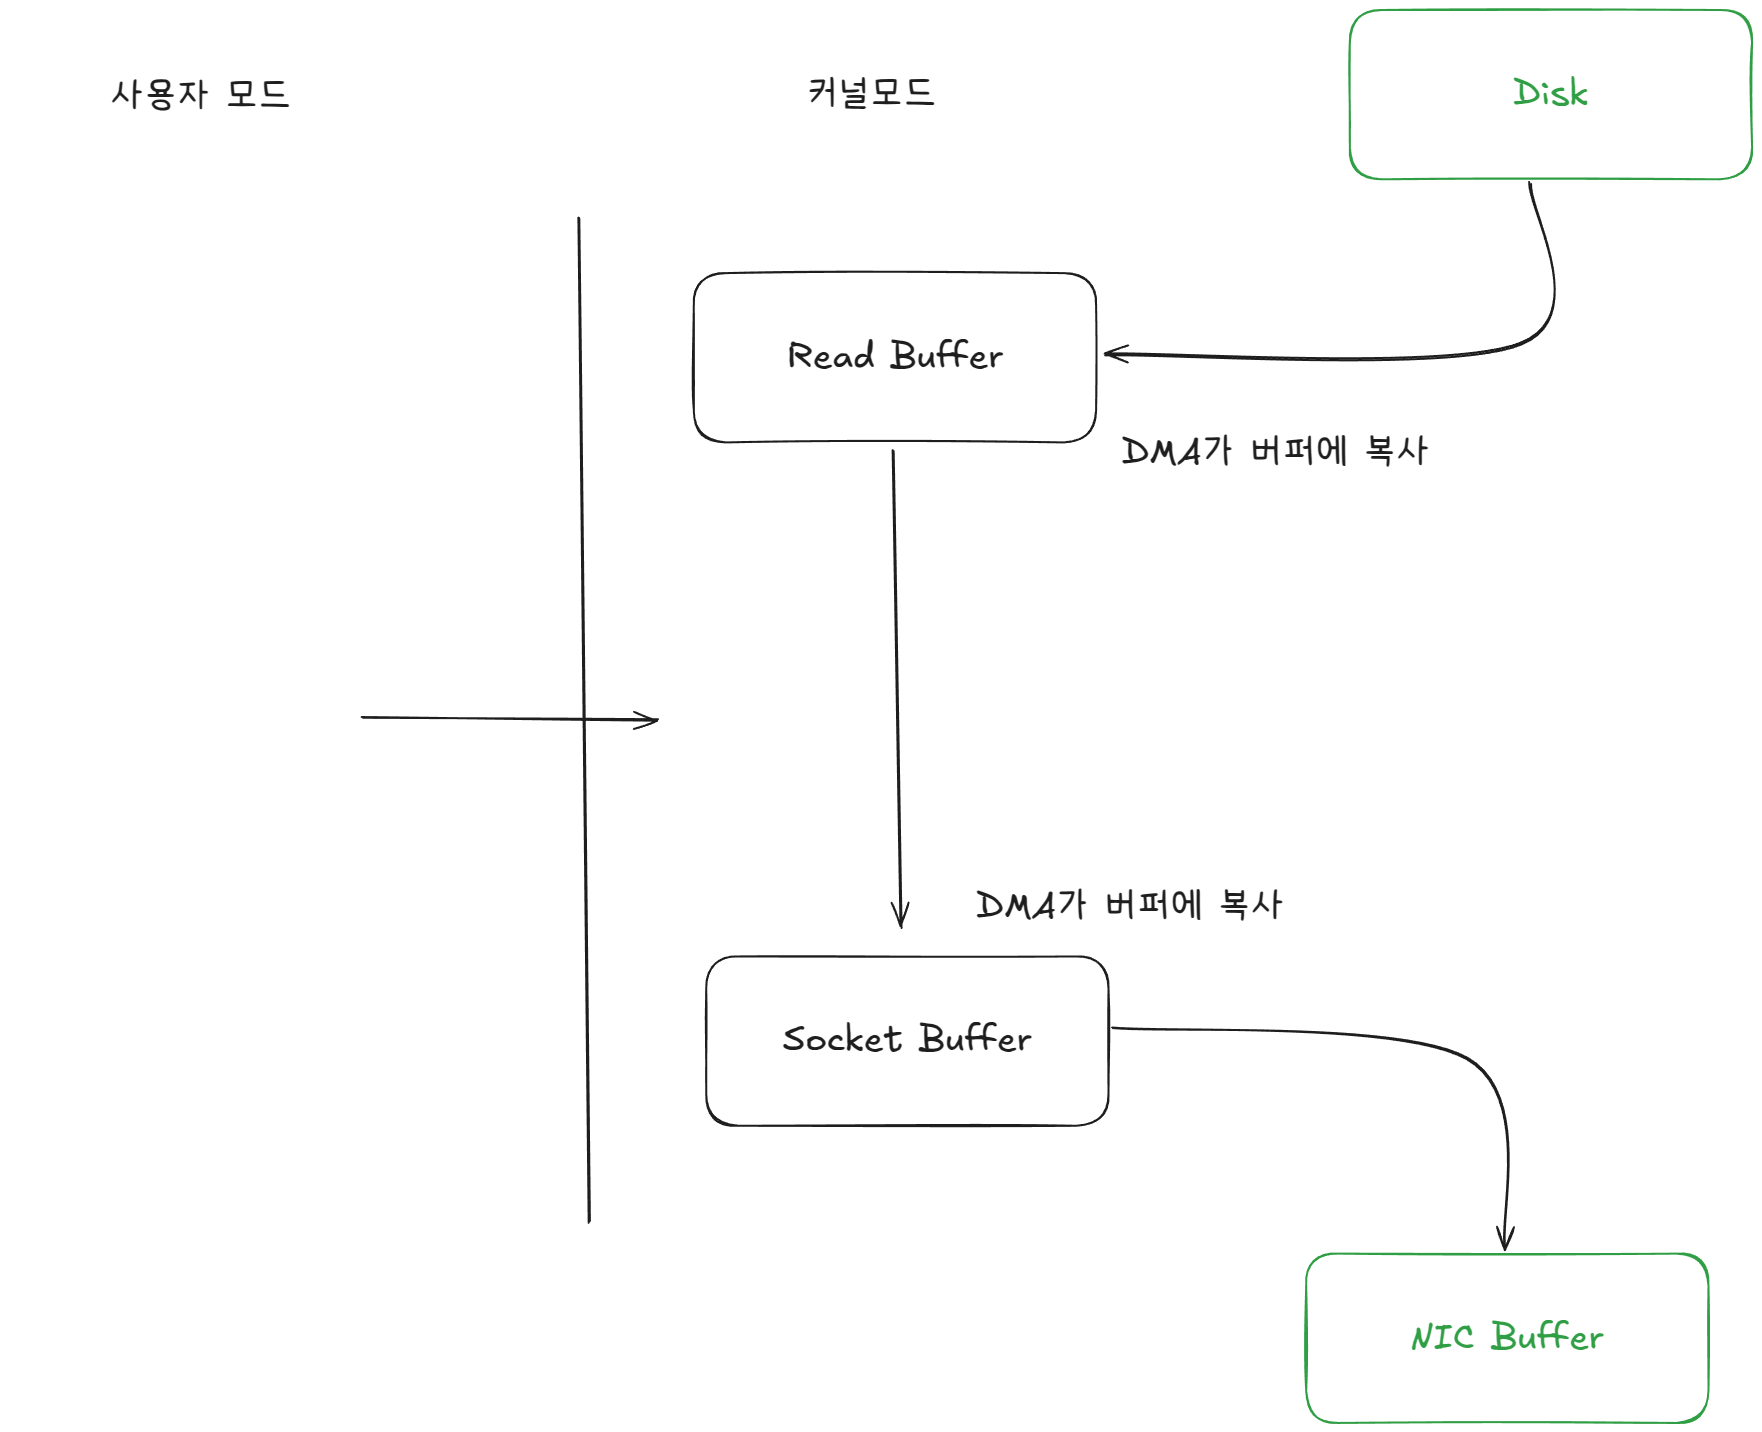 사용자 모드
커널모드
Disk
Read Buffer
DMA가 버퍼에 복사
DMA가 버퍼에 복사
Socket Buffer
NIC Buffer